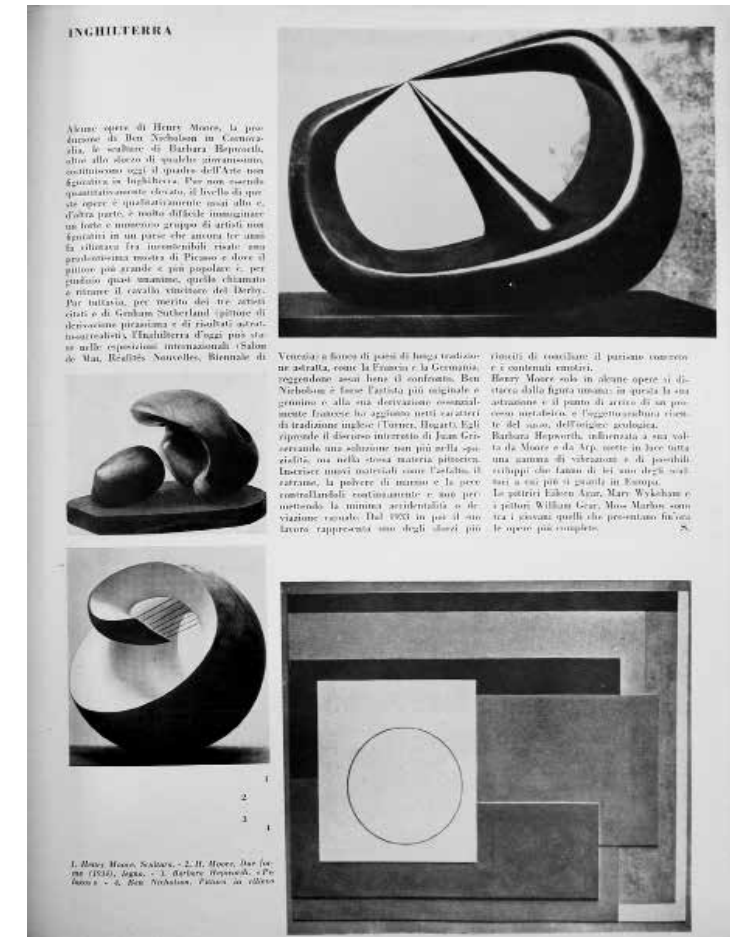 INGHILTERRA
Alcune opere di Henry Moore, la pro-
duzione di Ben Nicholson in Cornova-
glia, le sculture di Barbara Hepworth,
oltre allo sforzo di qualche giovanissimo,
costituiscono oggi il quadro dell'Arte non
figurativa in Inghilterra. Pur non essendo
quantitativamente elevato, il livello di que-
ste opere è qualitativamente assai alto e,
d'altra parte, è molto difficile immaginare
un forte e numeroso gruppo di artisti non
figurativi in un paese che ancora tre anni
fa rifiutava fra incontenibili risate una
prudentissima mostra di Picasso e dove il
pittore più grande e più popolare è, per
giudizio quasi unanime, quello chiamato
a ritrarre il cavallo vincitore del Derby.
Pur tuttavia, per merito dei tre artisti
citati e di Graham Sutherland (pittore di
derivazione picassiana e di risultati astrat-
to-surrealisti), l'Inghilterra d'oggi può sta-
re nelle esposizioni internazionali (Salon
de Mai, Réalités Nouvelles, Biennale di
Venezia) a fianco di paesi di lunga tradizio-
ne astratta, come la Francia e la Germania,
reggendone assai bene il confronto. Ben
Nicholson è forse l'artista più originale e
genuino e alla sua derivazione essenzial-
mente francese ha aggiunto netti caratteri
di tradizione inglese (Turner, Hogart). Egli
riprende il discorso interrotto di Juan Gris
cercando una soluzione non più nella spa-
zialità, ma nella stessa materia pittorica.
Inserisce nuovi materiali come l'asfalto, il
catrame, la polvere di marmo e la pece
controllandoli continuamente e non per-
mettendo la minima accidentalità o de-
viazione casuale. Dal 1933 in poi il suo
lavoro rappresenta uno degli sforzi più
riusciti di conciliare il purismo concreto
e i contenuti emotivi.
Henry Moore solo in alcune opere si di-
stacca dalla figura umana: in questa la sua
astrazione è il punto di arrivo di un pro-
cesso metafisico, e l'oggetto-scultura risen-
te del sasso, dell'origine geologica.
Barbara Hepworth, influenzata a sua vol-
ta da Moore e da Arp, mette in luce tutta
una gamma di vibrazioni e di possibili
sviluppi che fanno di lei uno degli scul-
tori a cui più si guarda in Europa.
Le pittrici Eileen Agar, Mary Wykeham e
i pittori William Gear, Moss Marlow sono
tra i giovani quelli che presentano finora
le opere più complete. S.
1
2
3
4
1. Henry Moore. Scultura. - 2. H. Moore. Due for-
me (1934), legno. - 3. Barbara Hepworth. «Pe-
lagos» - 4. Ben Nicholson. Pittura in rilievo